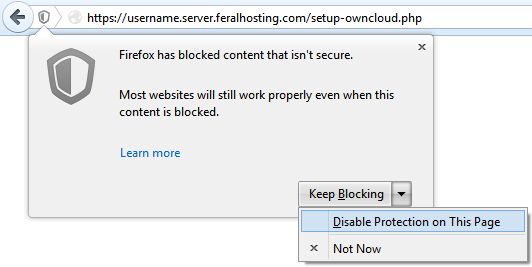 https://username.server.feralhosting.com/setup-owncloud.php
Firefox has blocked content that isn't secure.
Most websites will still work properly even when this
content is blocked.
Learn more
Keep Blocking
Disable Protection on This Page
Not Now